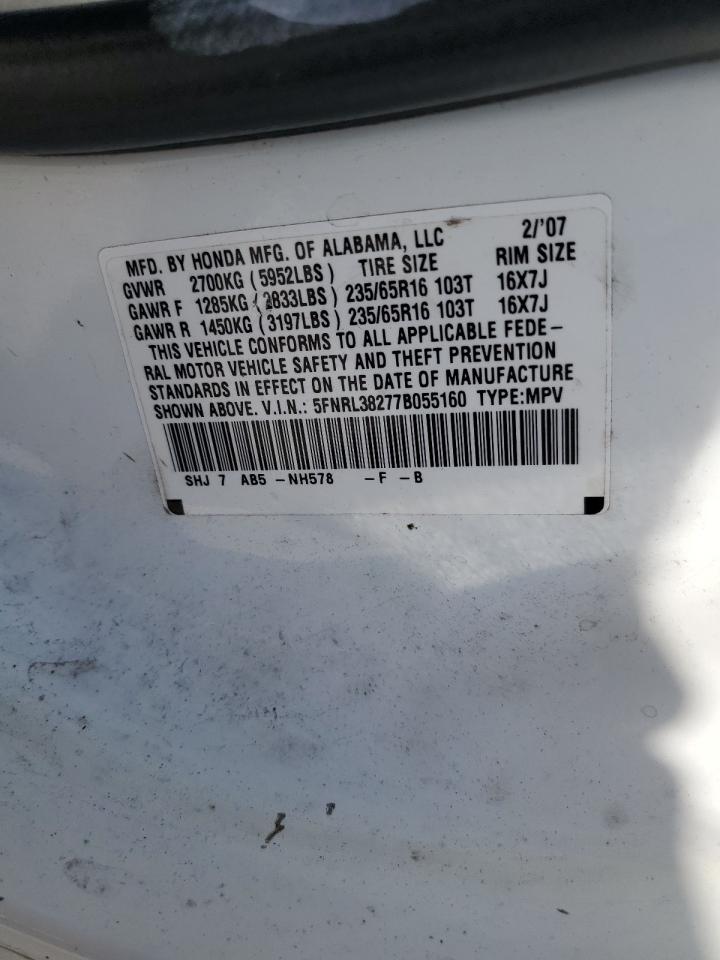 MFD. BY HONDA MFG. OF ALABAMA, LLC 2/'07
GVWR 2700KG (5952LBS) TIRE SIZE RIM SIZE
GAWR F 1285KG (2833LBS) 235/65R16 103T 16X7J
GAWR R 1450KG (3197LBS) 235/65R16 103T 16X7J
THIS VEHICLE CONFORMS TO ALL APPLICABLE FEDE-
RAL MOTOR VEHICLE SAFETY AND THEFT PREVENTION
STANDARDS IN EFFECT ON THE DATE OF MANUFACTURE
SHOWN ABOVE. V.I.N.: 5FNRL38277B055160 TYPE:MPV
SHJ 7 AB5 -NH578 -F -B